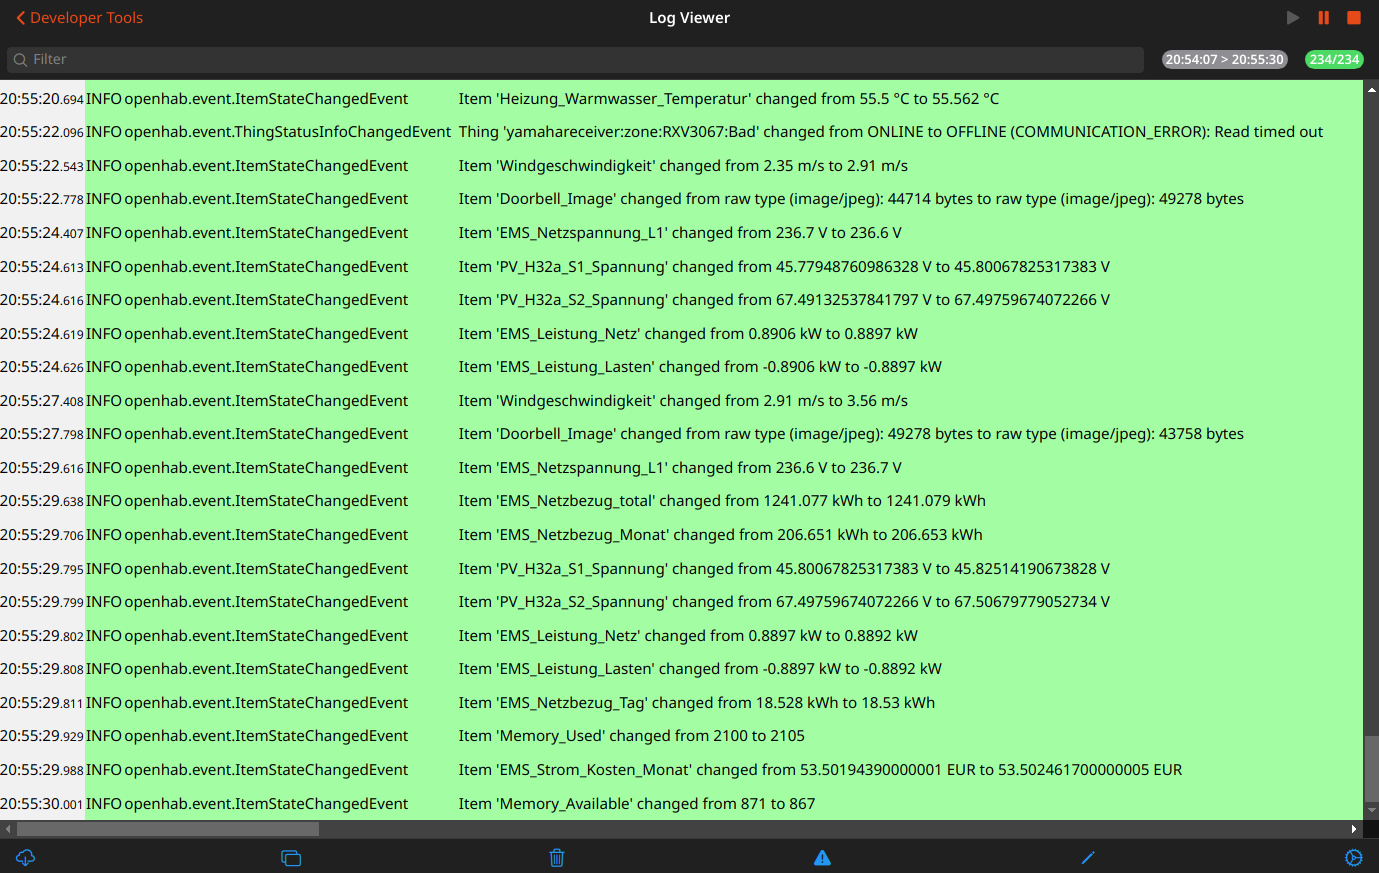 Developer Tools
Log Viewer
Filter
20:54:07 > 20:55:30
234/234
20:55:20.694 INFO openhab.event.ItemStateChangedEvent Item 'Heizung_Warmwasser_Temperatur' changed from 55.5 °C to 55.562 °C
20:55:22.096 INFO openhab.event.ThingStatusInfoChangedEvent Thing 'yamahareceiver:zone:RXV3067:Bad' changed from ONLINE to OFFLINE (COMMUNICATION_ERROR): Read timed out
20:55:22.543 INFO openhab.event.ItemStateChangedEvent Item 'Windgeschwindigkeit' changed from 2.35 m/s to 2.91 m/s
20:55:22.778 INFO openhab.event.ItemStateChangedEvent Item 'Doorbell_Image' changed from raw type (image/jpeg): 44714 bytes to raw type (image/jpeg): 49278 bytes
20:55:24.407 INFO openhab.event.ItemStateChangedEvent Item 'EMS_Netzspannung_L1' changed from 236.7 V to 236.6 V
20:55:24.613 INFO openhab.event.ItemStateChangedEvent Item 'PV_H32a_S1_Spannung' changed from 45.77948760986328 V to 45.80067825317383 V
20:55:24.616 INFO openhab.event.ItemStateChangedEvent Item 'PV_H32a_S2_Spannung' changed from 67.49132537841797 V to 67.49759674072266 V
20:55:24.619 INFO openhab.event.ItemStateChangedEvent Item 'EMS_Leistung_Netz' changed from 0.8906 kW to 0.8897 kW
20:55:24.626 INFO openhab.event.ItemStateChangedEvent Item 'EMS_Leistung_Lasten' changed from -0.8906 kW to -0.8897 kW
20:55:27.408 INFO openhab.event.ItemStateChangedEvent Item 'Windgeschwindigkeit' changed from 2.91 m/s to 3.56 m/s
20:55:27.798 INFO openhab.event.ItemStateChangedEvent Item 'Doorbell_Image' changed from raw type (image/jpeg): 49278 bytes to raw type (image/jpeg): 43758 bytes
20:55:29.616 INFO openhab.event.ItemStateChangedEvent Item 'EMS_Netzspannung_L1' changed from 236.6 V to 236.7 V
20:55:29.638 INFO openhab.event.ItemStateChangedEvent Item 'EMS_Netzbezug_total' changed from 1241.077 kWh to 1241.079 kWh
20:55:29.706 INFO openhab.event.ItemStateChangedEvent Item 'EMS_Netzbezug_Monat' changed from 206.651 kWh to 206.653 kWh
20:55:29.795 INFO openhab.event.ItemStateChangedEvent Item 'PV_H32a_S1_Spannung' changed from 45.80067825317383 V to 45.82514190673828 V
20:55:29.799 INFO openhab.event.ItemStateChangedEvent Item 'PV_H32a_S2_Spannung' changed from 67.49759674072266 V to 67.50679779052734 V
20:55:29.802 INFO openhab.event.ItemStateChangedEvent Item 'EMS_Leistung_Netz' changed from 0.8897 kW to 0.8892 kW
20:55:29.808 INFO openhab.event.ItemStateChangedEvent Item 'EMS_Leistung_Lasten' changed from -0.8897 kW to -0.8892 kW
20:55:29.811 INFO openhab.event.ItemStateChangedEvent Item 'EMS_Netzbezug_Tag' changed from 18.528 kWh to 18.53 kWh
20:55:29.929 INFO openhab.event.ItemStateChangedEvent Item 'Memory_Used' changed from 2100 to 2105
20:55:29.988 INFO openhab.event.ItemStateChangedEvent Item 'EMS_Strom_Kosten_Monat' changed from 53.50194390000001 EUR to 53.502461700000005 EUR
20:55:30.001 INFO openhab.event.ItemStateChangedEvent Item 'Memory_Available' changed from 871 to 867